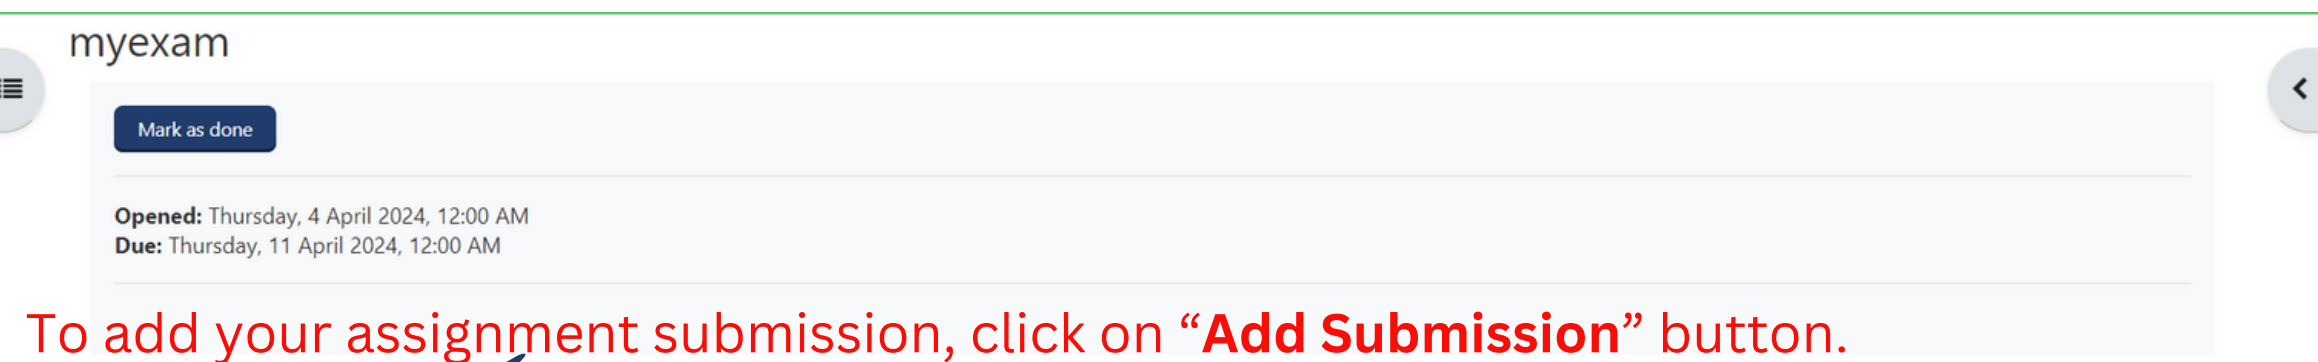 myexam
Mark as done
Opened: Thursday, 4 April 2024, 12:00 AM
Due: Thursday, 11 April 2024, 12:00 AM
To add your assignment submission, click on “Add Submission” button.